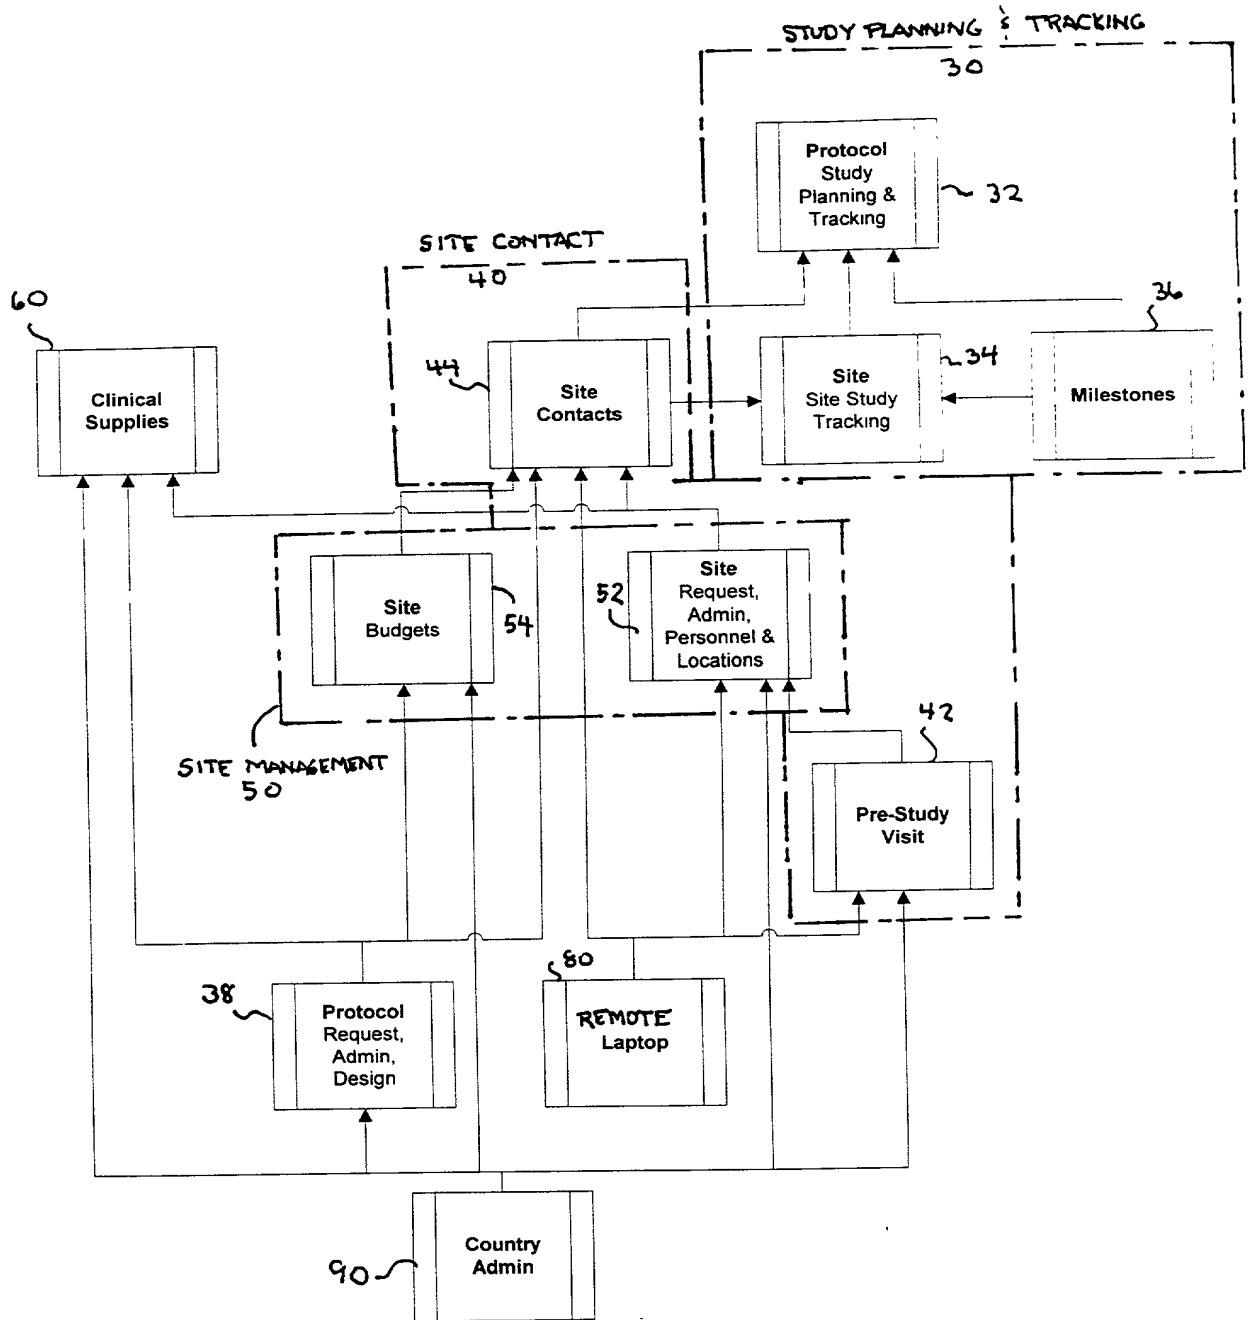 STUDY PLANNING & TRACKING
30
Protocol
Study
Planning &
Tracking
32
SITE CONTACT
40
60
Clinical
Supplies
44
Site
Contacts
34
Site
Site Study
Tracking
36
Milestones
Site
Budgets
54
52
Site
Request,
Admin,
Personnel &
Locations
SITE MANAGEMENT
50
42
Pre-Study
Visit
38
Protocol
Request,
Admin,
Design
80
REMOTE
Laptop
90
Country
Admin